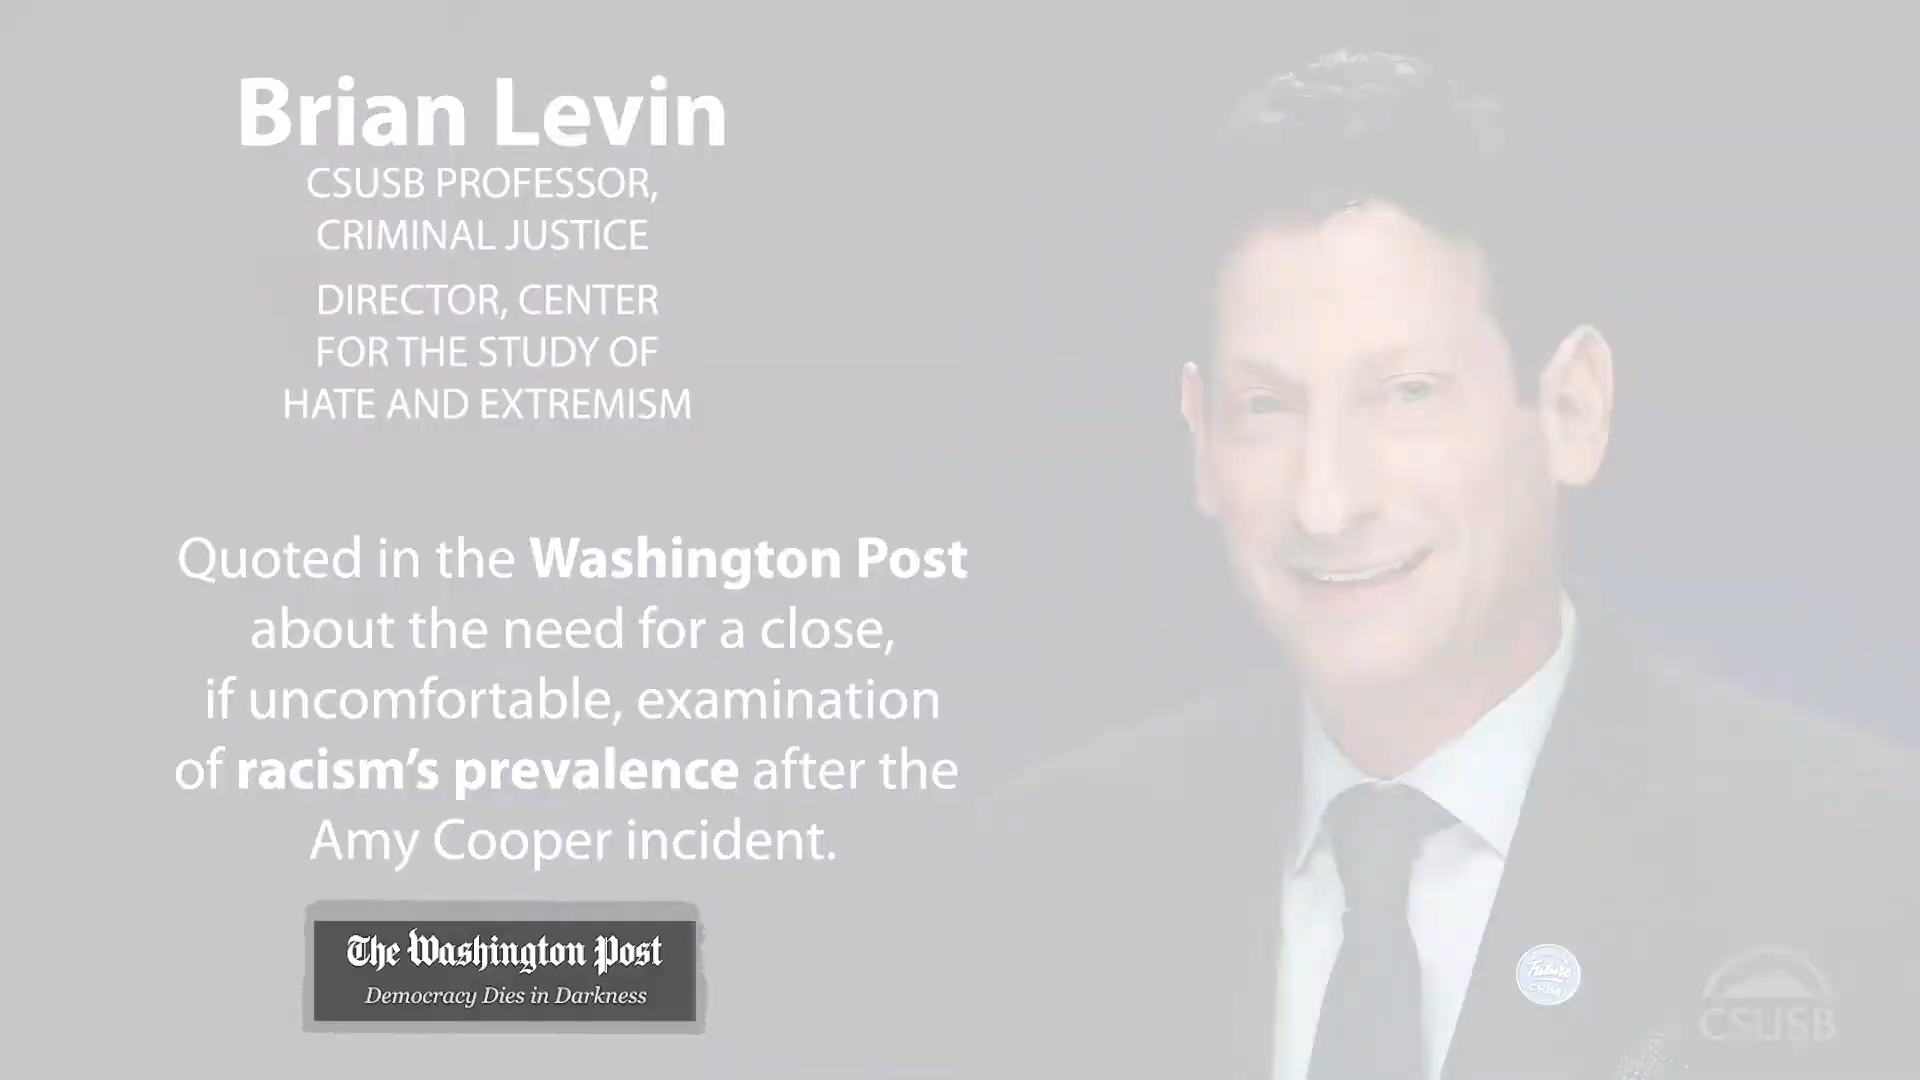 Brian Levin
CSUSB PROFESSOR,
CRIMINAL JUSTICE
DIRECTOR, CENTER
FOR THE STUDY OF
HATE AND EXTREMISM
Quoted in the Washington Post
about the need for a close,
if uncomfortable, examination
of racism’s prevalence after the
Amy Cooper incident.
The Washington Post
Democracy Dies in Darkness
Future
CSUSB
CSUSB